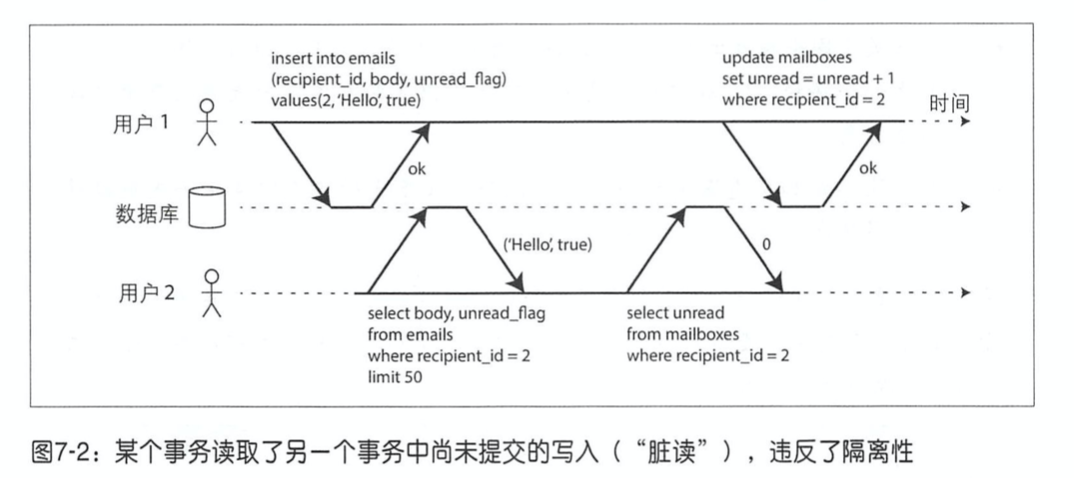 insert into emails
(recipient_id, body, unread_flag)
values(2, ‘Hello’, true)
update mailboxes
set unread = unread + 1
where recipient_id = 2
时间
用户 1
ok
ok
数据库
(‘Hello’, true)
0
用户 2
select body, unread_flag
from emails
where recipient_id = 2
limit 50
select unread
from mailboxes
where recipient_id = 2
图7-2：某个事务读取了另一个事务中尚未提交的写入（“脏读”），违反了隔离性